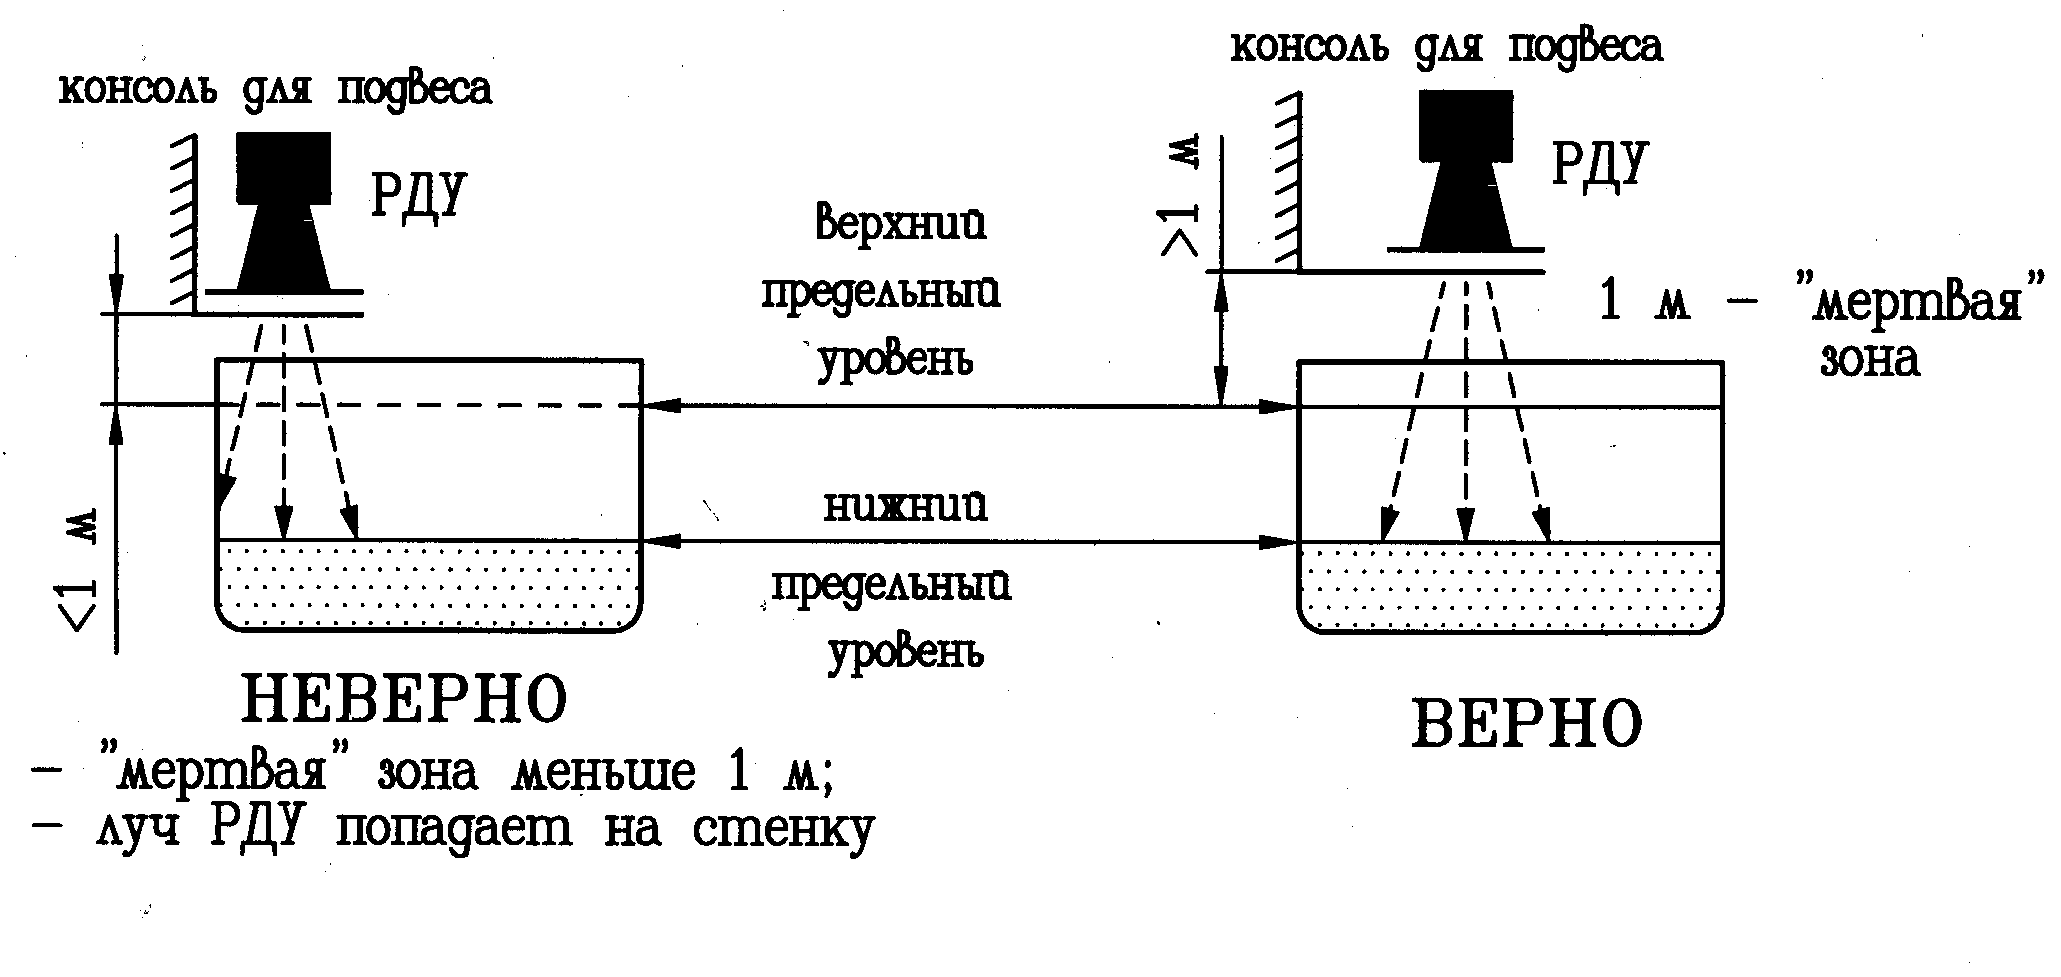 консоль для подвеса
РДУ
<1 м
верхний
предельный
уровень
нижний
предельный
уровень
НЕВЕРНО
- "мертвая" зона меньше 1 м;
- луч РДУ попадает на стенку
консоль для подвеса
РДУ
>1 м
1 м - "мертвая"
зона
ВЕРНО